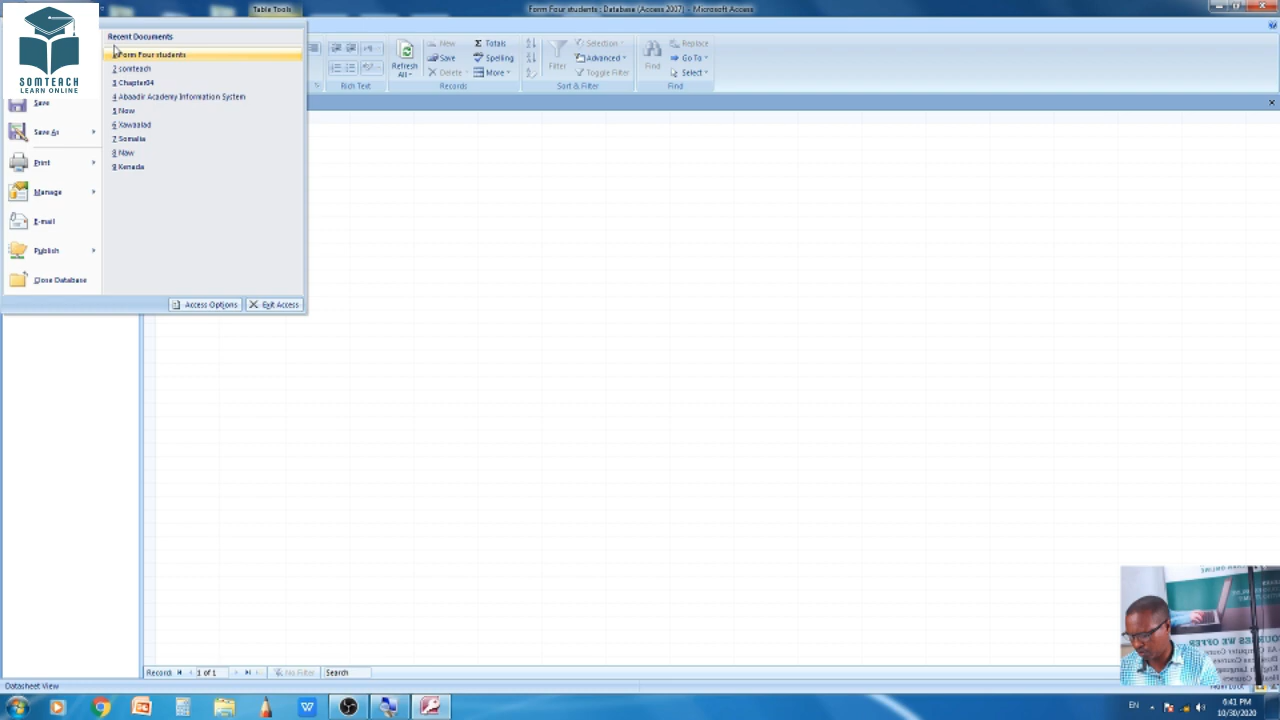 Table Tools
Form Four students : Database (Access 2007) - Microsoft Access
SOMTEACH
LEARN ONLINE
Recent Documents
Form Four students
2 somteach
3 Chapter04
4 Abaadir Academy Information System
5 Now
6 Xawaalad
7 Somalia
8 Naw
9 Kenada
Save
Save As
Print
Manage
E-mail
Publish
Close Database
Access Options
Exit Access
Rich Text
Refresh
All
New
Save
Delete
Totals
Spelling
More
Records
Filter
Selection
Advanced
Toggle Filter
Sort & Filter
Find
Replace
Go To
Select
Find
Record:
1 of 1
No Filter
Search
Datasheet View
EN
6:41 PM
10/30/2020